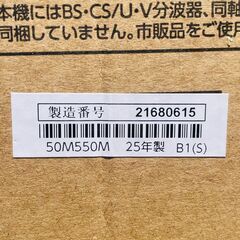 本機にはBS・CS/U・V分波器、同軸
同梱していません。市販品をご使用
製造番号 21680615
50M550M 25年製 B1(S)